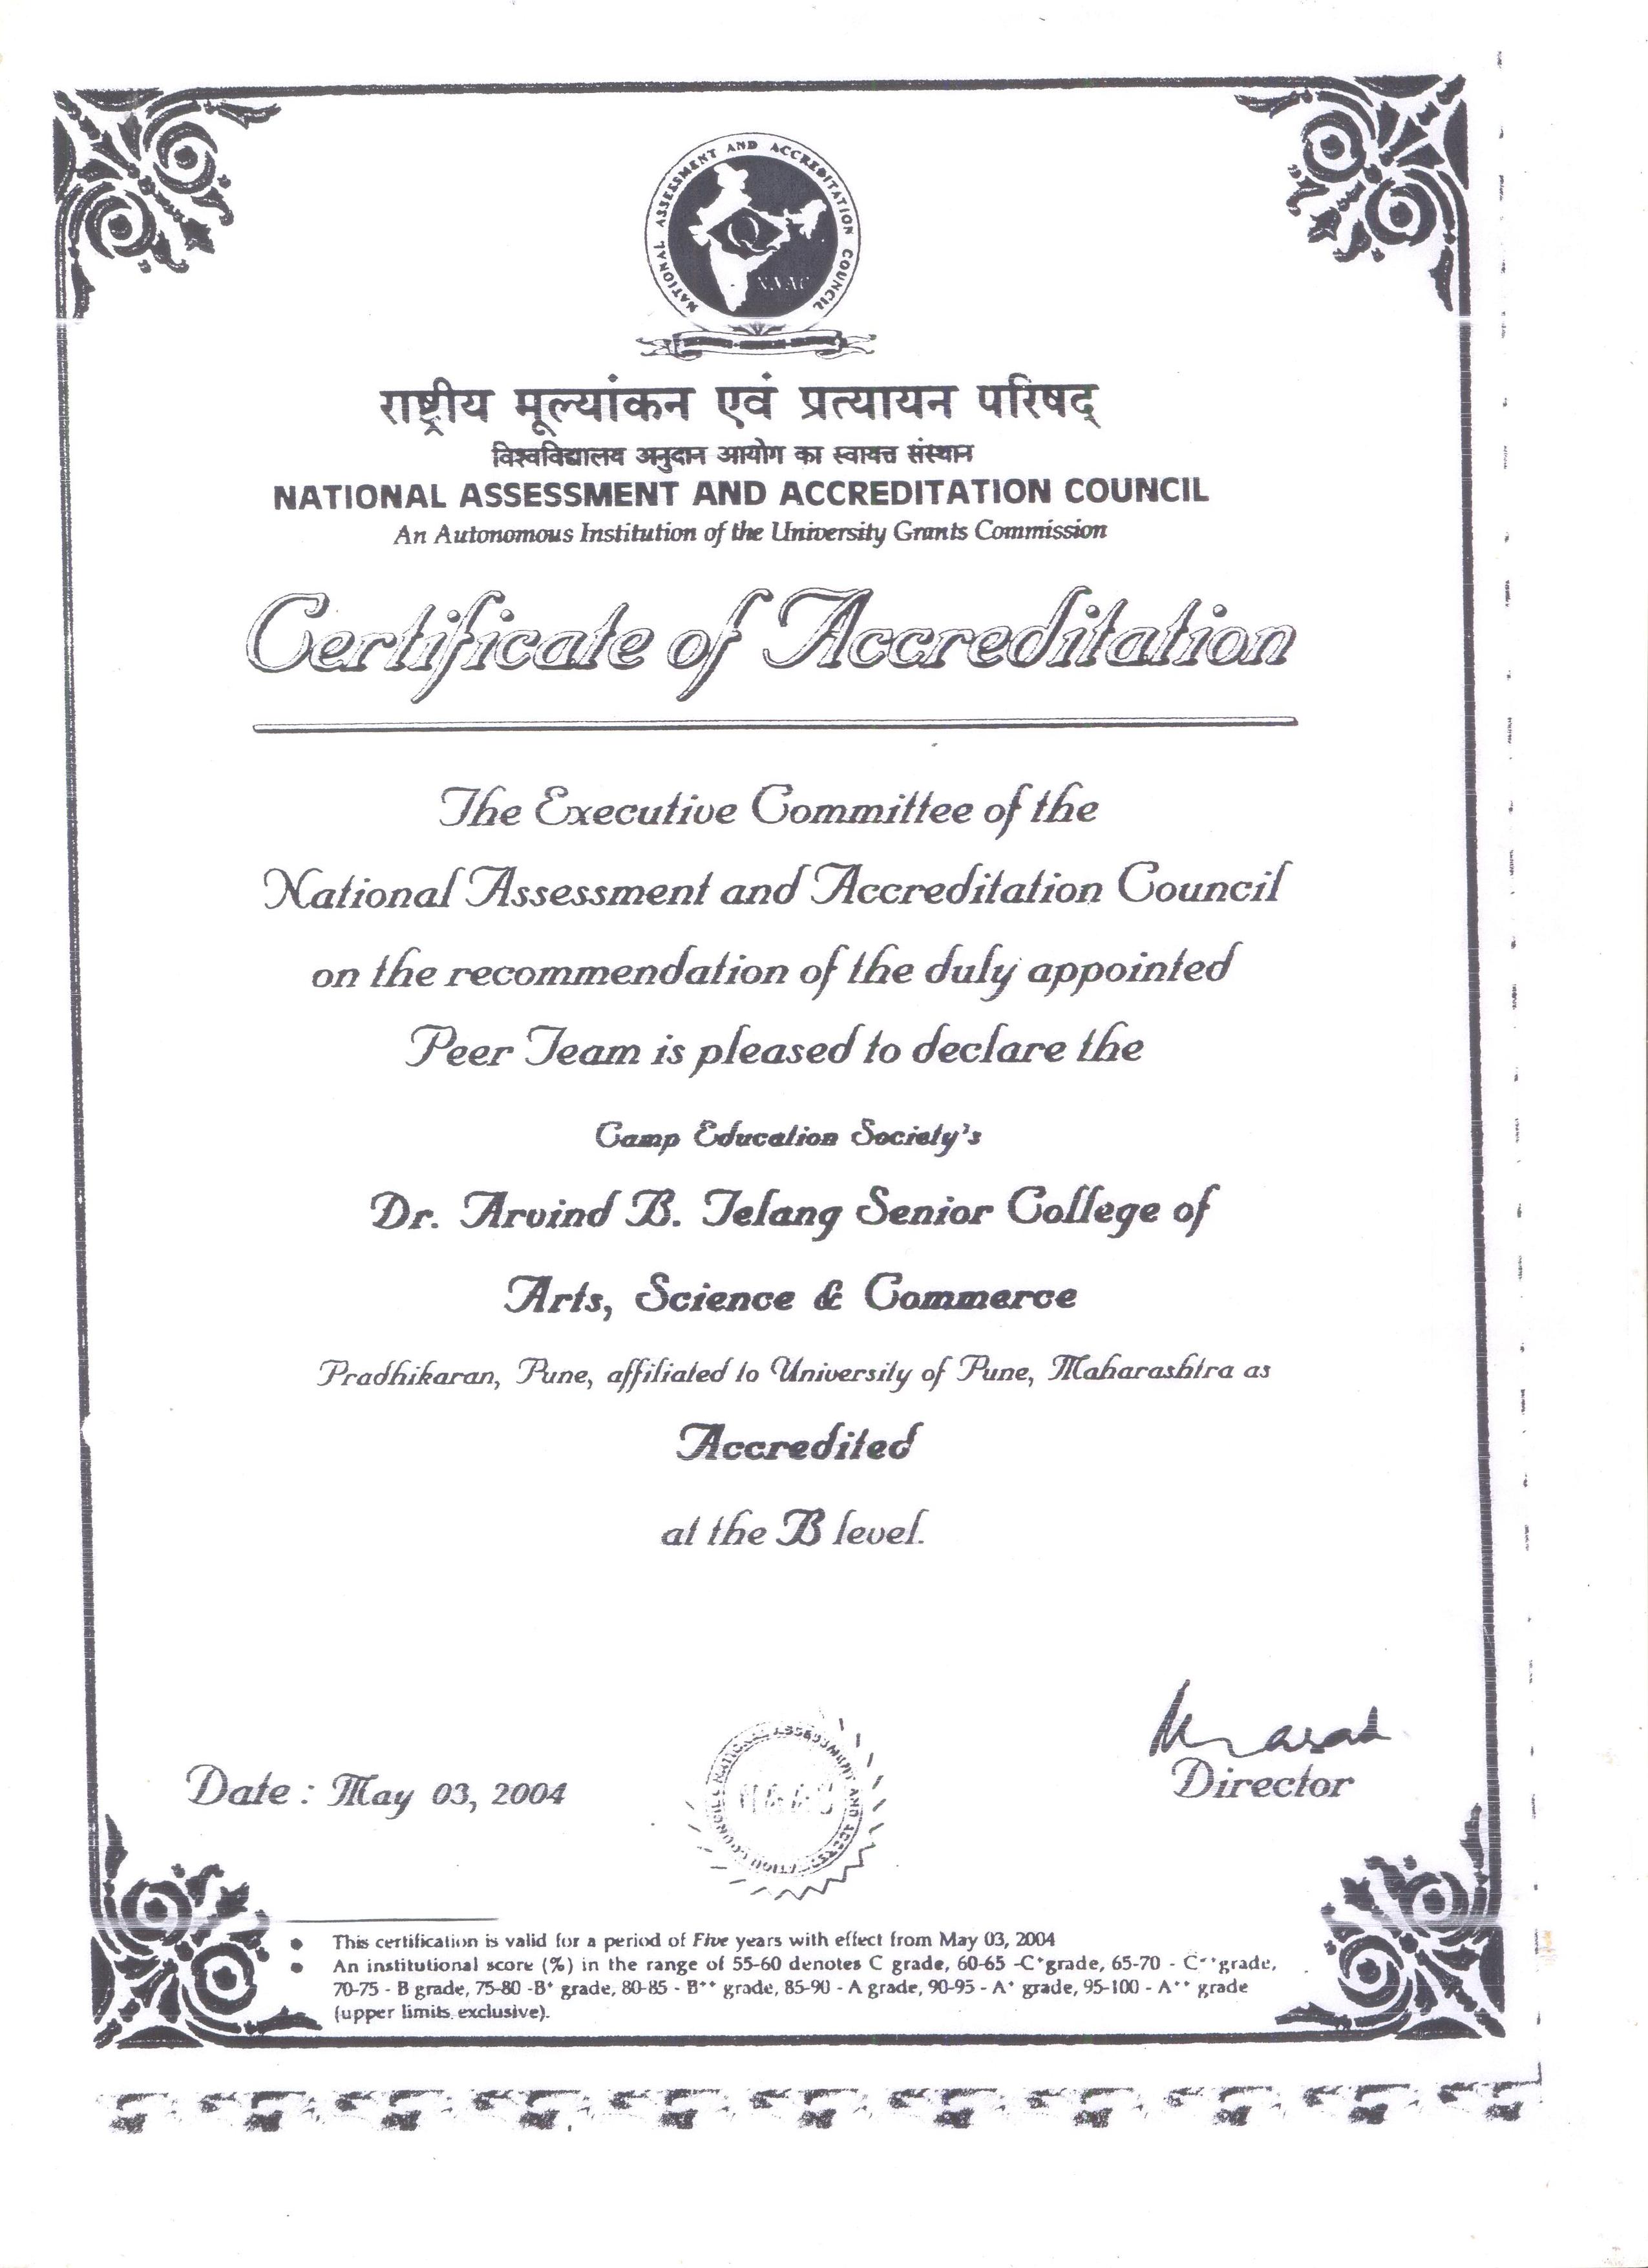 NATIONAL ASSESSMENT AND ACCREDITATION COUNCIL
NAAC
राष्ट्रीय मूल्यांकन एवं प्रत्यायन परिषद्
विश्वविद्यालय अनुदान आयोग का स्वायत्त संस्थान
NATIONAL ASSESSMENT AND ACCREDITATION COUNCIL
An Autonomous Institution of the University Grants Commission
Certificate of Accreditation
The Executive Committee of the
National Assessment and Accreditation Council
on the recommendation of the duly appointed
Peer Team is pleased to declare the
Camp Education Society's
Dr. Arvind B. Telang Senior College of
Arts, Science & Commerce
Pradhikaran, Pune, affiliated to University of Pune, Maharashtra as
Accredited
at the B level.
Director
Date : May 03, 2004
NATIONAL ASSESSMENT AND ACCREDITATION COUNCIL
NAAC
• This certification is valid for a period of Five years with effect from May 03, 2004
• An institutional score (%) in the range of 55-60 denotes C grade, 60-65 -C+grade, 65-70 - C++grade,
70-75 - B grade, 75-80 -B+ grade, 80-85 - B++ grade, 85-90 - A grade, 90-95 - A+ grade, 95-100 - A++ grade
(upper limits exclusive).